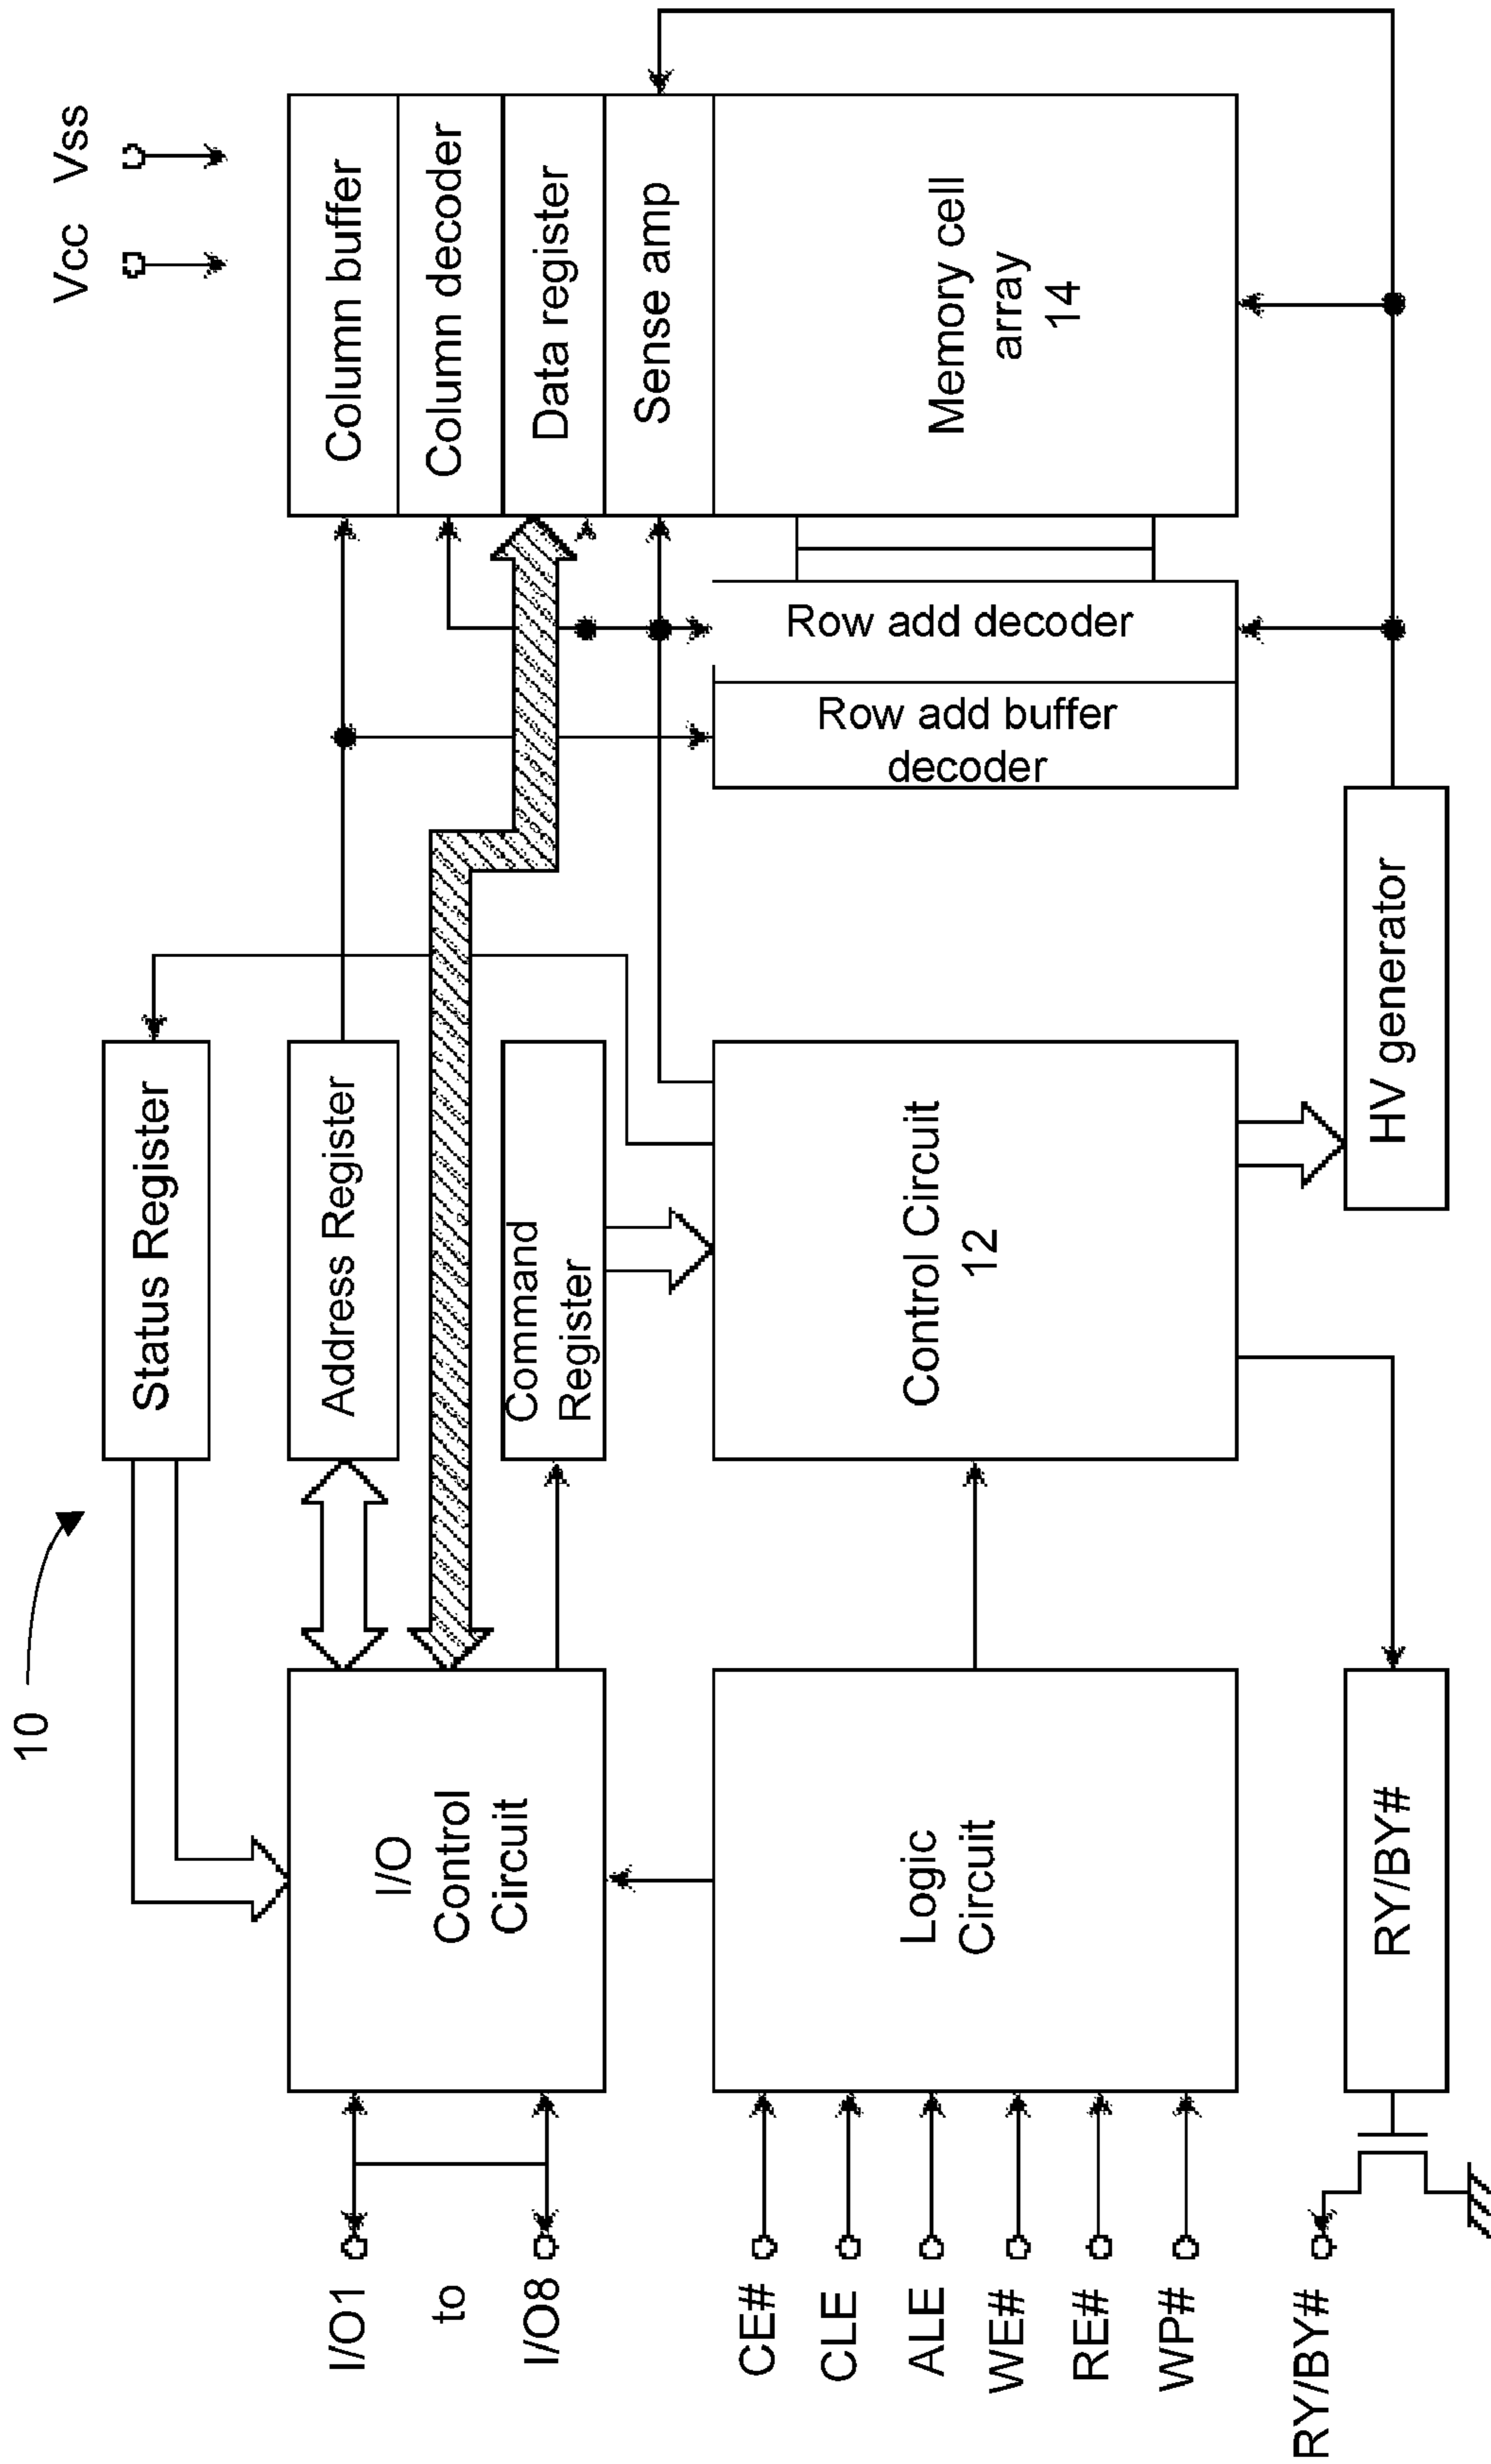 10
Vcc
Vss
Status Register
Address Register
Command
Register
I/O
Control
Circuit
Logic
Circuit
Control Circuit
12
Column buffer
Column decoder
Data register
Sense amp
Memory cell
array
14
Row add decoder
Row add buffer
decoder
HV generator
RY/BY#
I/O1
to
I/O8
CE#
CLE
ALE
WE#
RE#
WP#
RY/BY#